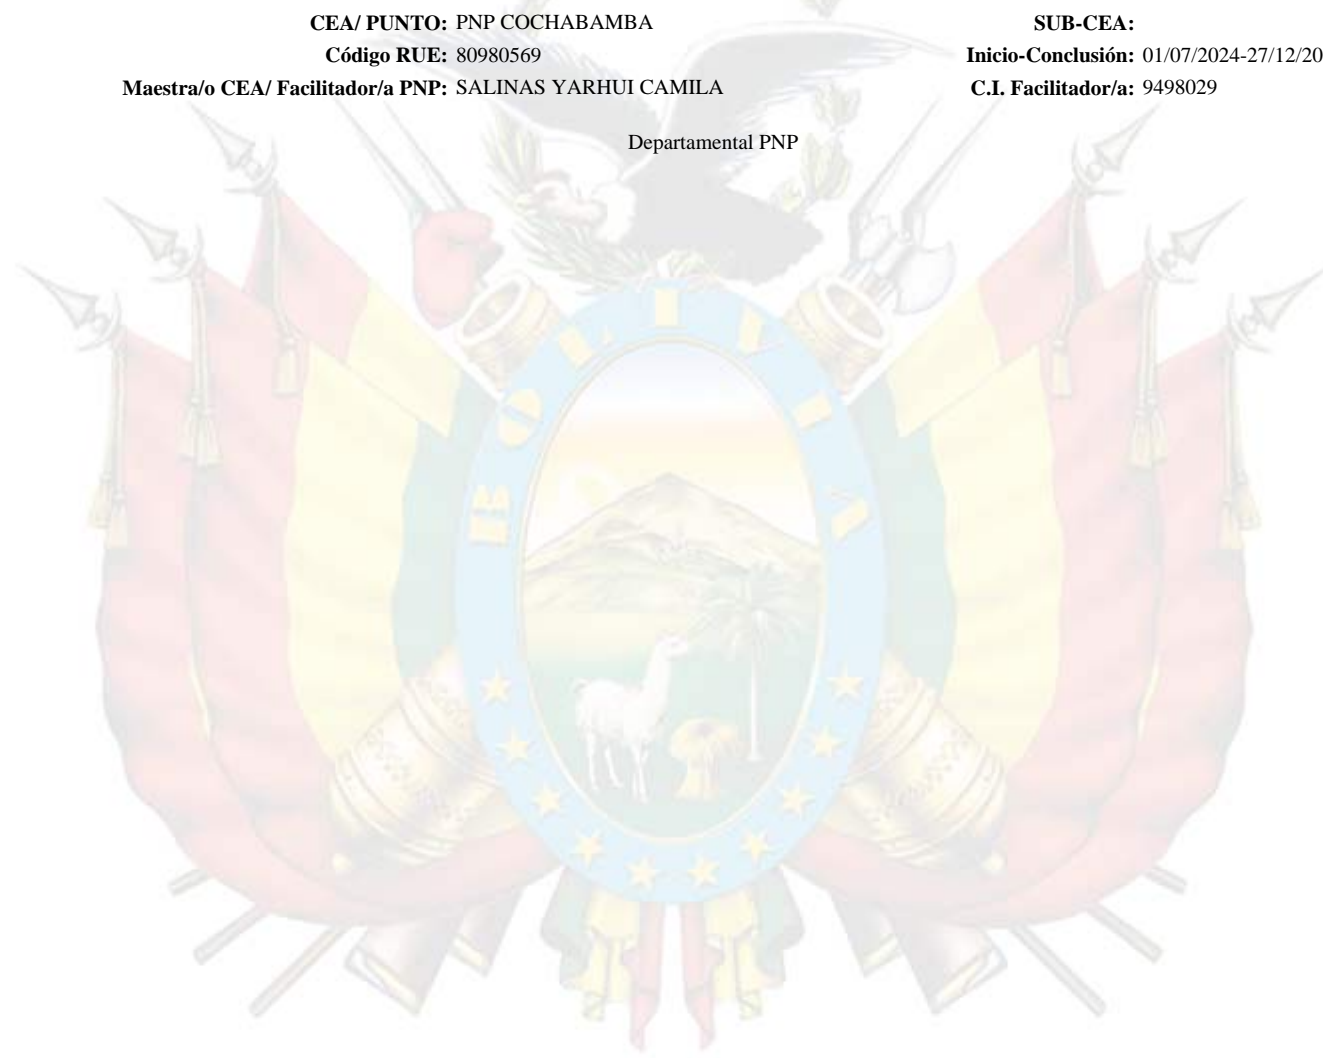 CEA/ PUNTO: PNP COCHABAMBA SUB-CEA:
Código RUE: 80980569 Inicio-Conclusión: 01/07/2024-27/12/20
Maestra/o CEA/ Facilitador/a PNP: SALINAS YARHUI CAMILA C.I. Facilitador/a: 9498029
Departamental PNP
BOLIVIA